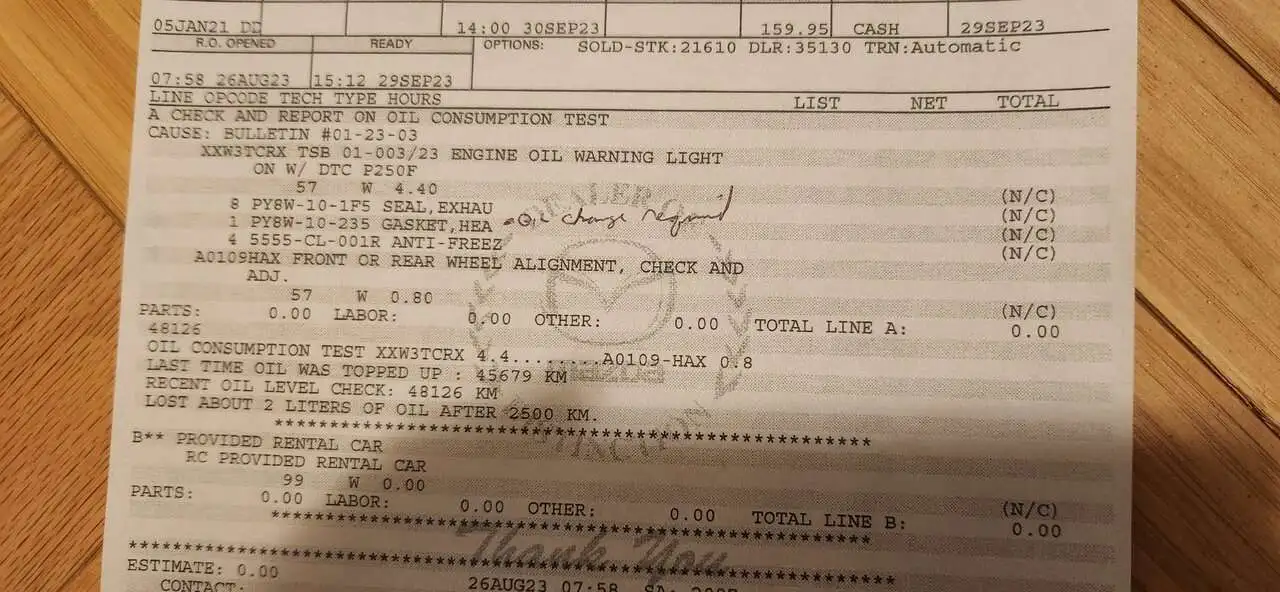 05JAN21 DD 14:00 30SEP23 159.95 CASH 29SEP23
R.O. OPENED READY OPTIONS: SOLD-STK:21610 DLR:35130 TRN:Automatic
07:58 26AUG23 15:12 29SEP23
LINE OPCODE TECH TYPE HOURS LIST NET TOTAL
A CHECK AND REPORT ON OIL CONSUMPTION TEST
CAUSE: BULLETIN #01-23-03
XXW3TCRX TSB 01-003/23 ENGINE OIL WARNING LIGHT
ON W/ DTC P250F
57 W 4.40 (N/C)
8 PY8W-10-1F5 SEAL,EXHAU (N/C)
1 PY8W-10-235 GASKET,HEA - Oil change required (N/C)
4 5555-CL-001R ANTI-FREEZ (N/C)
A0109HAX FRONT OR REAR WHEEL ALIGNMENT, CHECK AND
ADJ.
57 W 0.80 (N/C)
PARTS: 0.00 LABOR: 0.00 OTHER: 0.00 TOTAL LINE A: 0.00
48126
OIL CONSUMPTION TEST XXW3TCRX 4.4........A0109-HAX 0.8
LAST TIME OIL WAS TOPPED UP : 45679 KM
RECENT OIL LEVEL CHECK: 48126 KM
LOST ABOUT 2 LITERS OF OIL AFTER 2500 KM.
******************************************************
B** PROVIDED RENTAL CAR
RC PROVIDED RENTAL CAR
99 W 0.00 (N/C)
PARTS: 0.00 LABOR: 0.00 OTHER: 0.00 TOTAL LINE B: 0.00
******************************************************
Thank You
******************************************************************
ESTIMATE: 0.00
CONTACT: 26AUG23 07:58 SA: